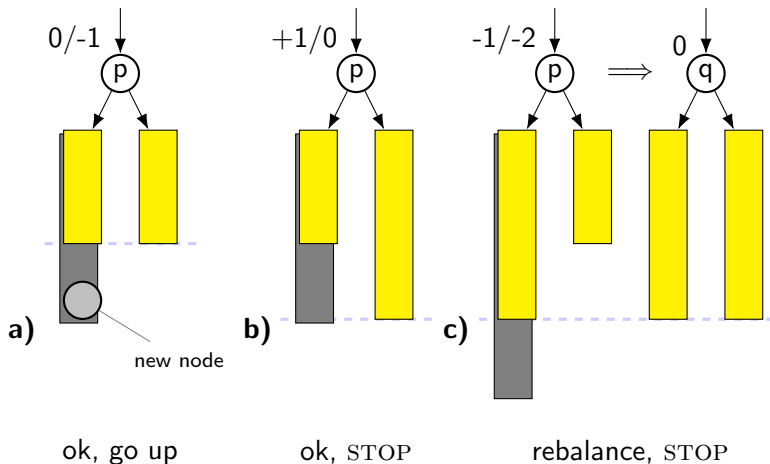 0/-1
+1/0
-1/-2
0
p
p
p
⟹
q
a)
b)
c)
new node
ok, go up
ok, STOP
rebalance, STOP